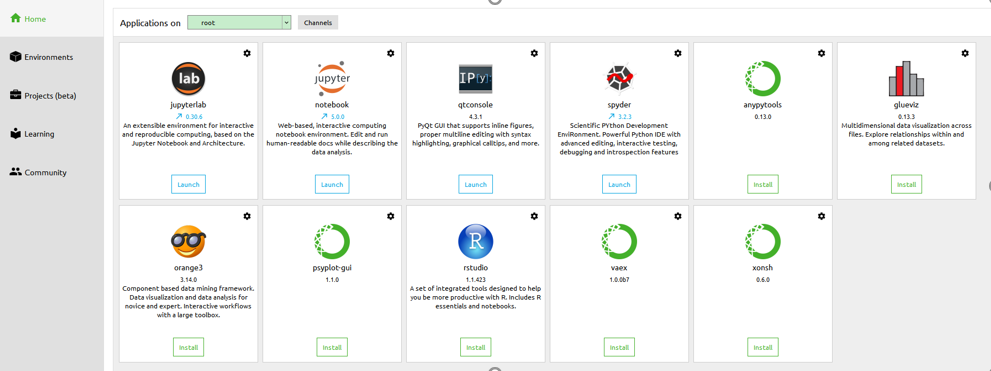 Home
Environments
Projects (beta)
Learning
Community
Applications on
root
Channels
lab
jupyterlab
0.30.6
An extensible environment for interactive
and reproducible computing, based on the
Jupyter Notebook and Architecture.
Launch
jupyter
notebook
5.0.0
Web-based, interactive computing
notebook environment. Edit and run
human-readable docs while describing the
data analysis.
Launch
IP[y]:
qtconsole
4.3.1
PyQt GUI that supports inline figures,
proper multiline editing with syntax
highlighting, graphical calltips, and more.
Launch
spyder
3.2.3
Scientific PYthon Development
EnviRonment. Powerful Python IDE with
advanced editing, interactive testing,
debugging and introspection features
Launch
anypytools
0.13.0
Install
glueviz
0.13.3
Multidimensional data visualization across
files. Explore relationships within and
among related datasets.
Install
orange3
3.14.0
Component based data mining framework.
Data visualization and data analysis for
novice and expert. Interactive workflows
with a large toolbox.
Install
psyplot-gui
1.1.0
Install
R
rstudio
1.1.423
A set of integrated tools designed to help
you be more productive with R. Includes R
essentials and notebooks.
Install
vaex
1.0.0b7
Install
xonsh
0.6.0
Install